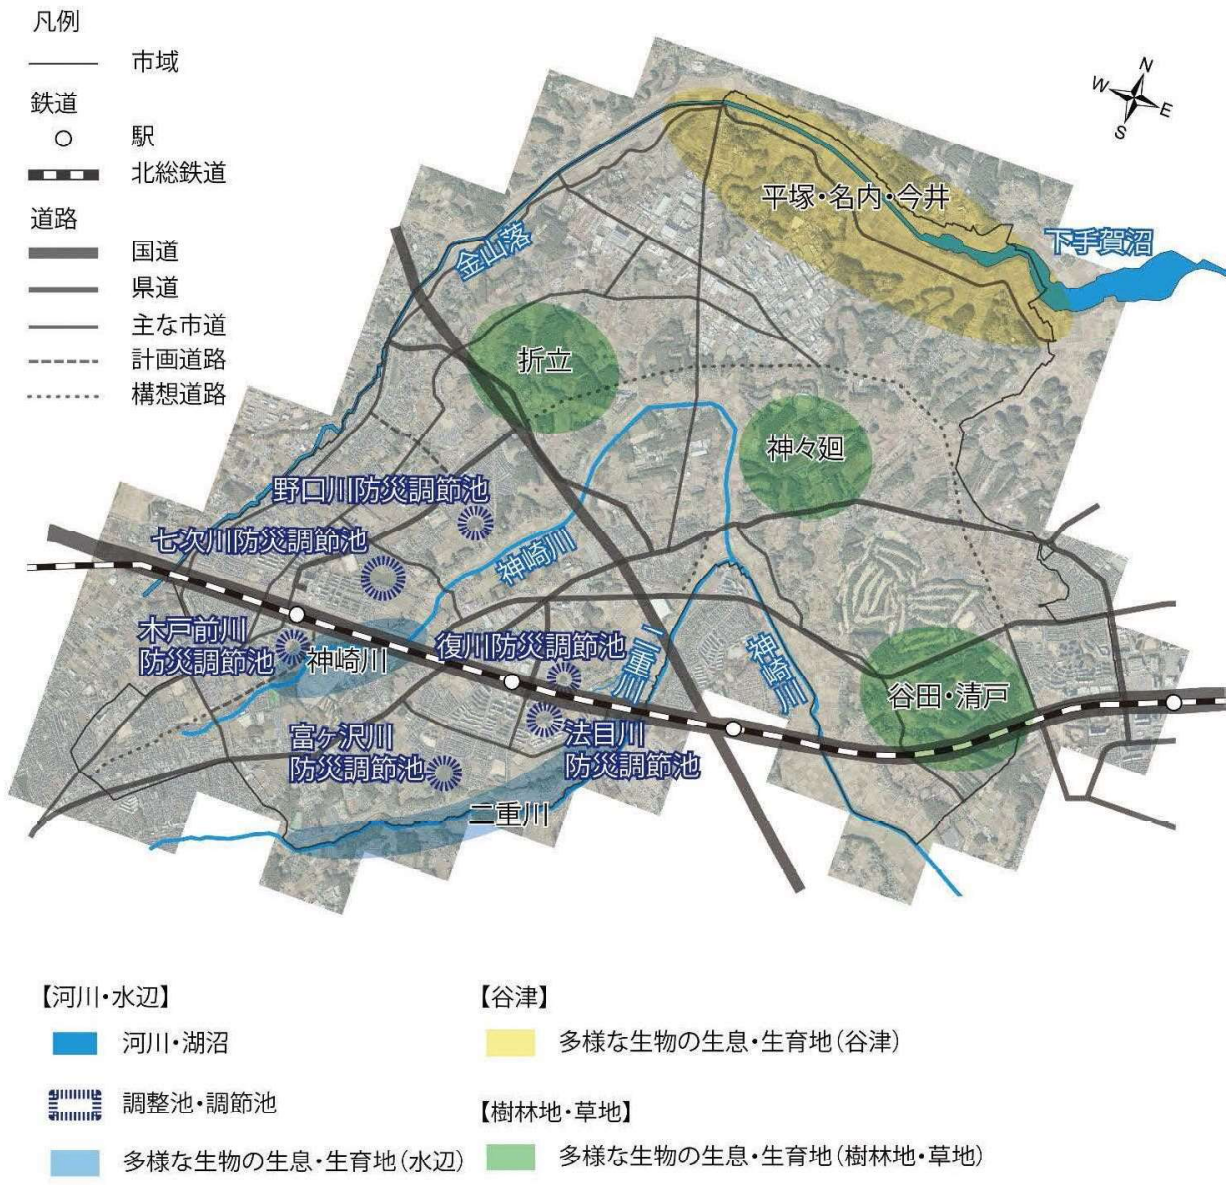 凡例
市域
鉄道
駅
北総鉄道
道路
国道
県道
主な市道
計画道路
構想道路
N
W
E
S
平塚・名内・今井
下手賀沼
金山落
折立
神々廻
野口川防災調節池
七次川防災調節池
神崎川
木戸前川
防災調節池
神崎川
復川防災調節池
二重川
神崎川
谷田・清戸
富ヶ沢川
防災調節池
法目川
防災調節池
二重川
【河川・水辺】
河川・湖沼
調整池・調節池
多様な生物の生息・生育地(水辺)
【谷津】
多様な生物の生息・生育地(谷津)
【樹林地・草地】
多様な生物の生息・生育地(樹林地・草地)